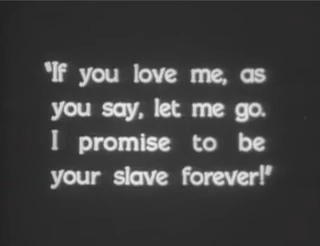 "If you love me, as
you say, let me go.
I promise to be
your slave forever!"